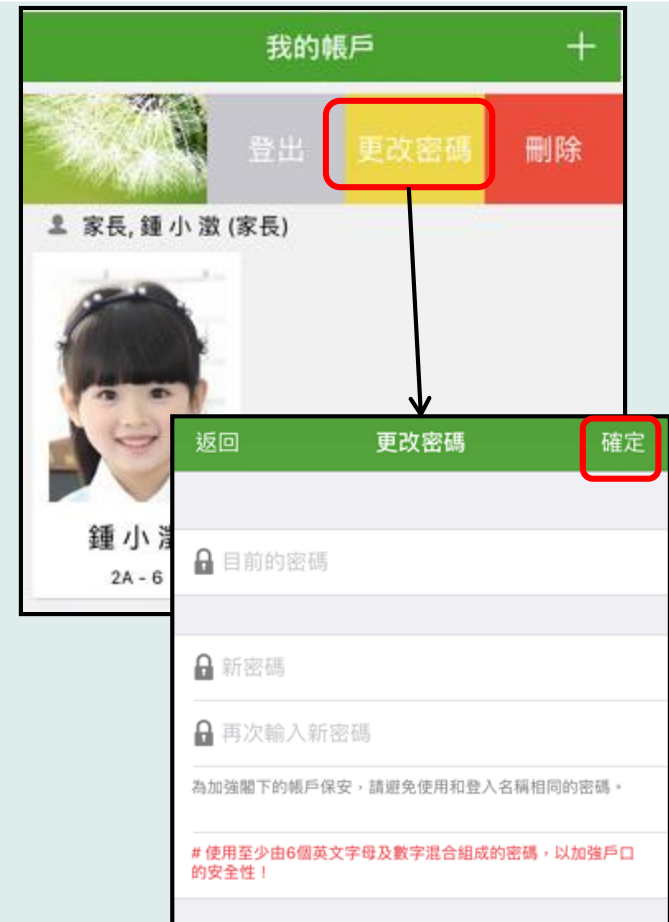 我的帳戶 +
登出 更改密碼 刪除
家長, 鍾 小 澂 (家長)
返回 更改密碼 確定
鍾 小
2A - 6
目前的密碼
新密碼
再次輸入新密碼
為加強閣下的帳戶保安，請避免使用和登入名稱相同的密碼。
# 使用至少由6個英文字母及數字混合組成的密碼，以加強戶口
的安全性！